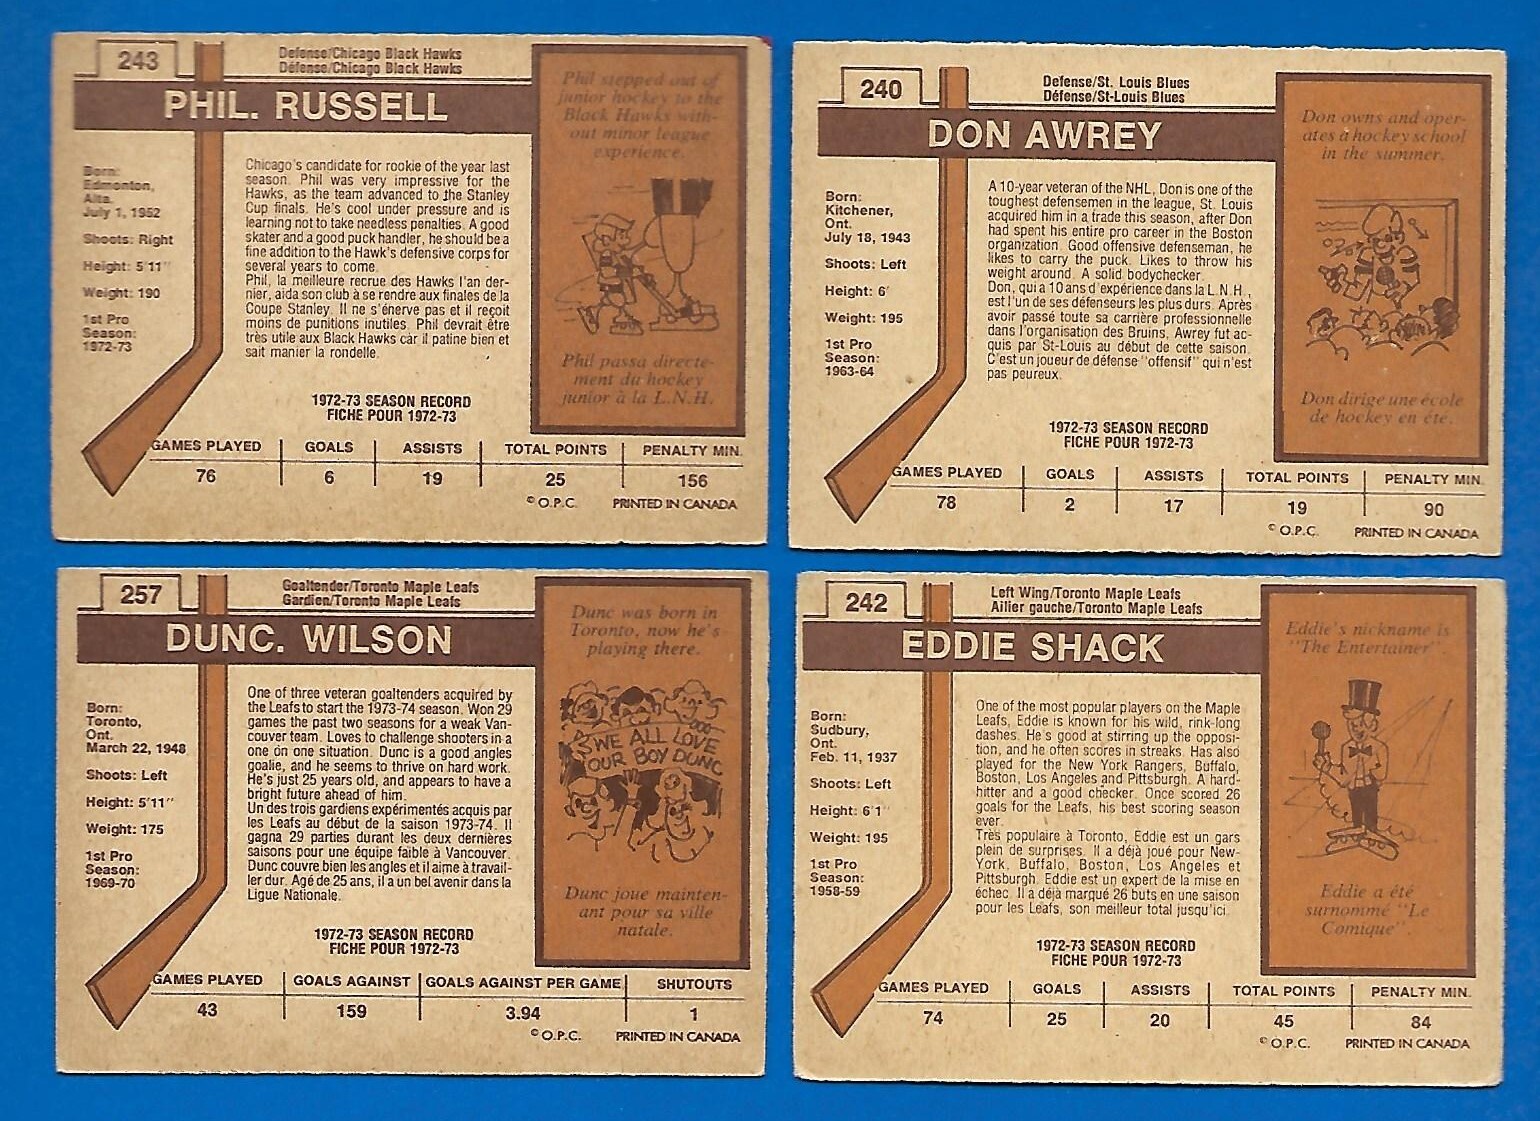 243
Defense/Chicago Black Hawks
Défense/Chicago Black Hawks
PHIL. RUSSELL
Born:
Edmonton,
Alta.
July 1, 1952
Shoots: Right
Height: 5'11"
Weight: 190
1st Pro
Season:
1972-73
Chicago's candidate for rookie of the year last
season. Phil was very impressive for the
Hawks, as the team advanced to the Stanley
Cup finals. He's cool under pressure and is
learning not to take needless penalties. A good
skater and a good puck handler, he should be a
fine addition to the Hawk's defensive corps for
several years to come.
Phil, la meilleure recrue des Hawks l'an der-
nier, aida son club à se rendre aux finales de la
Coupe Stanley. Il ne s'énerve pas et il reçoit
moins de punitions inutiles. Phil devrait être
très utile aux Black Hawks car il patine bien et
sait manier la rondelle.
Phil stepped out of
junior hockey to the
Black Hawks with-
out minor league
experience.
Phil passa directe-
ment du hockey
junior à la L.N.H.
1972-73 SEASON RECORD
FICHE POUR 1972-73
GAMES PLAYED GOALS ASSISTS TOTAL POINTS PENALTY MIN.
76 6 19 25 156
© O.P.C. PRINTED IN CANADA
240
Defense/St. Louis Blues
Défense/St-Louis Blues
DON AWREY
Born:
Kitchener,
Ont.
July 18, 1943
Shoots: Left
Height: 6'
Weight: 195
1st Pro
Season:
1963-64
A 10-year veteran of the NHL, Don is one of the
toughest defensemen in the league, St. Louis
acquired him in a trade this season, after Don
had spent his entire pro career in the Boston
organization. Good offensive defenseman, he
likes to carry the puck. Likes to throw his
weight around. A solid bodychecker.
Don, qui a 10 ans d'expérience dans la L.N.H.,
est l'un de ses défenseurs les plus durs. Après
avoir passé toute sa carrière professionnelle
dans l'organisation des Bruins, Awrey fut ac-
quis par St-Louis au début de cette saison.
C'est un joueur de défense "offensif" qui n'est
pas peureux.
Don owns and oper-
ates a hockey school
in the summer.
Don dirige une école
de hockey en été.
1972-73 SEASON RECORD
FICHE POUR 1972-73
GAMES PLAYED GOALS ASSISTS TOTAL POINTS PENALTY MIN.
78 2 17 19 90
© O.P.C. PRINTED IN CANADA
257
Goaltender/Toronto Maple Leafs
Gardien/Toronto Maple Leafs
DUNC. WILSON
Born:
Toronto,
Ont.
March 22, 1948
Shoots: Left
Height: 5'11"
Weight: 175
1st Pro
Season:
1969-70
One of three veteran goaltenders acquired by
the Leafs to start the 1973-74 season. Won 29
games the past two seasons for a weak Van-
couver team. Loves to challenge shooters in a
one on one situation. Dunc is a good angles
goalie, and he seems to thrive on hard work.
He's just 25 years old, and appears to have a
bright future ahead of him.
Un des trois gardiens expérimentés acquis par
les Leafs au début de la saison 1973-74. Il
gagna 29 parties durant les deux dernières
saisons pour une équipe faible à Vancouver.
Dunc couvre bien les angles et il aime à travail-
ler dur. Agé de 25 ans, il a un bel avenir dans la
Ligue Nationale.
Dunc was born in
Toronto, now he's
playing there.
WE ALL LOVE
OUR BOY DUNC
Dunc joue mainten-
ant pour sa ville
natale.
1972-73 SEASON RECORD
FICHE POUR 1972-73
GAMES PLAYED GOALS AGAINST GOALS AGAINST PER GAME SHUTOUTS
43 159 3.94 1
© O.P.C. PRINTED IN CANADA
242
Left Wing/Toronto Maple Leafs
Ailier gauche/Toronto Maple Leafs
EDDIE SHACK
Born:
Sudbury,
Ont.
Feb. 11, 1937
Shoots: Left
Height: 6'1"
Weight: 195
1st Pro
Season:
1958-59
One of the most popular players on the Maple
Leafs, Eddie is known for his wild, rink-long
dashes. He's good at stirring up the opposi-
tion, and he often scores in streaks. Has also
played for the New York Rangers, Buffalo,
Boston, Los Angeles and Pittsburgh. A hard-
hitter and a good checker. Once scored 26
goals for the Leafs, his best scoring season
ever.
Très populaire à Toronto, Eddie est un gars
plein de surprises. Il a déjà joué pour New-
York, Buffalo, Boston, Los Angeles et
Pittsburgh. Eddie est un expert de la mise en
échec. Il a déjà marqué 26 buts en une saison
pour les Leafs, son meilleur total jusqu'ici.
Eddie's nickname is
"The Entertainer".
Eddie a été
surnommé "Le
Comique".
1972-73 SEASON RECORD
FICHE POUR 1972-73
GAMES PLAYED GOALS ASSISTS TOTAL POINTS PENALTY MIN.
74 25 20 45 84
© O.P.C. PRINTED IN CANADA